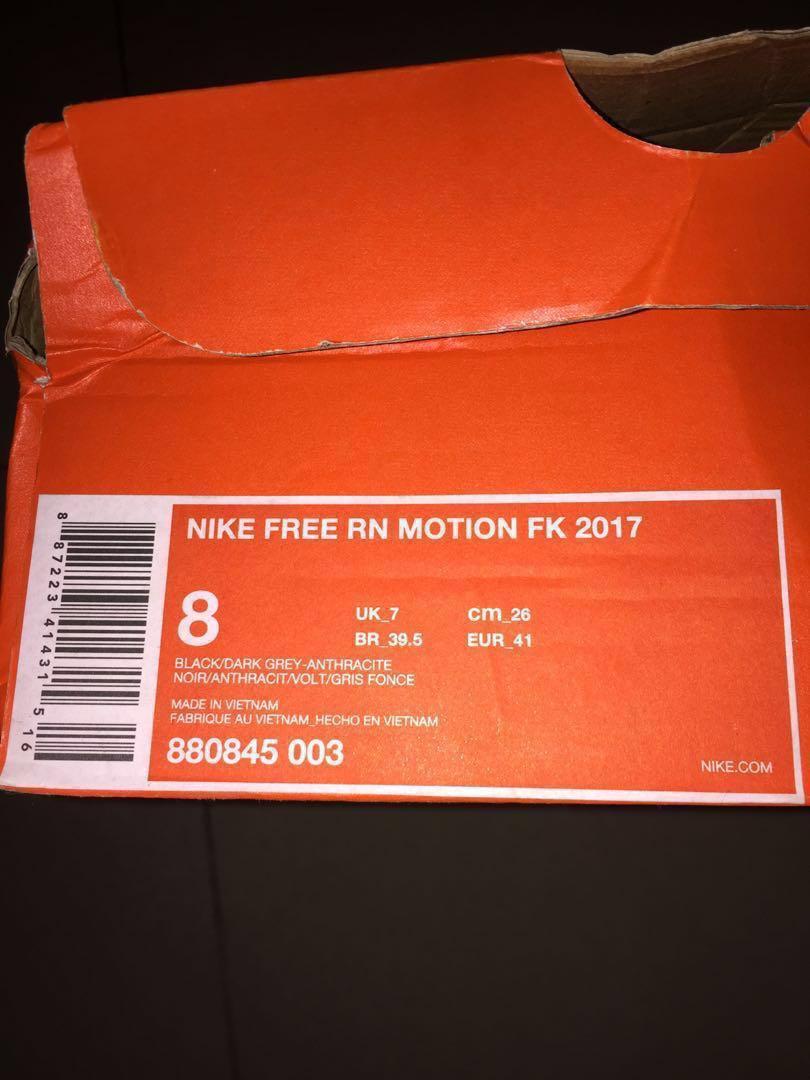 NIKE FREE RN MOTION FK 2017
8
UK_7 cm_26
BR_39.5 EUR_41
BLACK/DARK GREY-ANTHRACITE
NOIR/ANTHRACIT/VOLT/GRIS FONCE
MADE IN VIETNAM
FABRIQUE AU VIETNAM_HECHO EN VIETNAM
880845 003
NIKE.COM
8 87223 41431 5 16